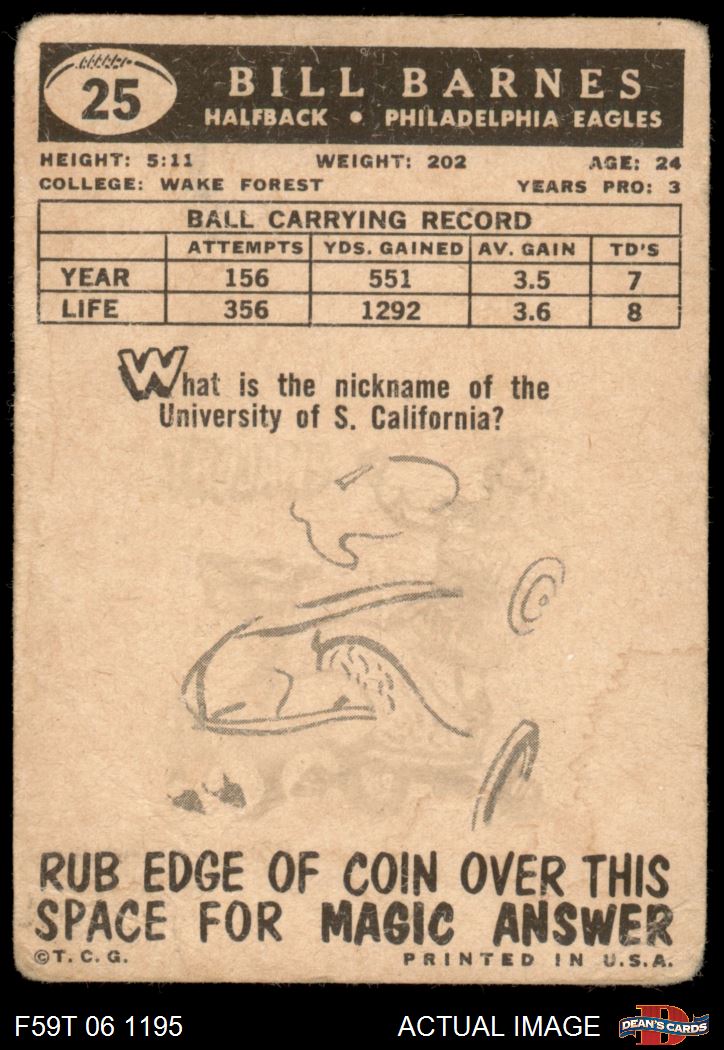 25
BILL BARNES
HALFBACK • PHILADELPHIA EAGLES
HEIGHT: 5:11 WEIGHT: 202 AGE: 24
COLLEGE: WAKE FOREST YEARS PRO: 3
BALL CARRYING RECORD
ATTEMPTS YDS. GAINED AV. GAIN TD'S
YEAR 156 551 3.5 7
LIFE 356 1292 3.6 8
What is the nickname of the
University of S. California?
RUB EDGE OF COIN OVER THIS
SPACE FOR MAGIC ANSWER
©T. C. G. PRINTED IN U.S.A.
F59T 06 1195 ACTUAL IMAGE D DEAN'S CARDS